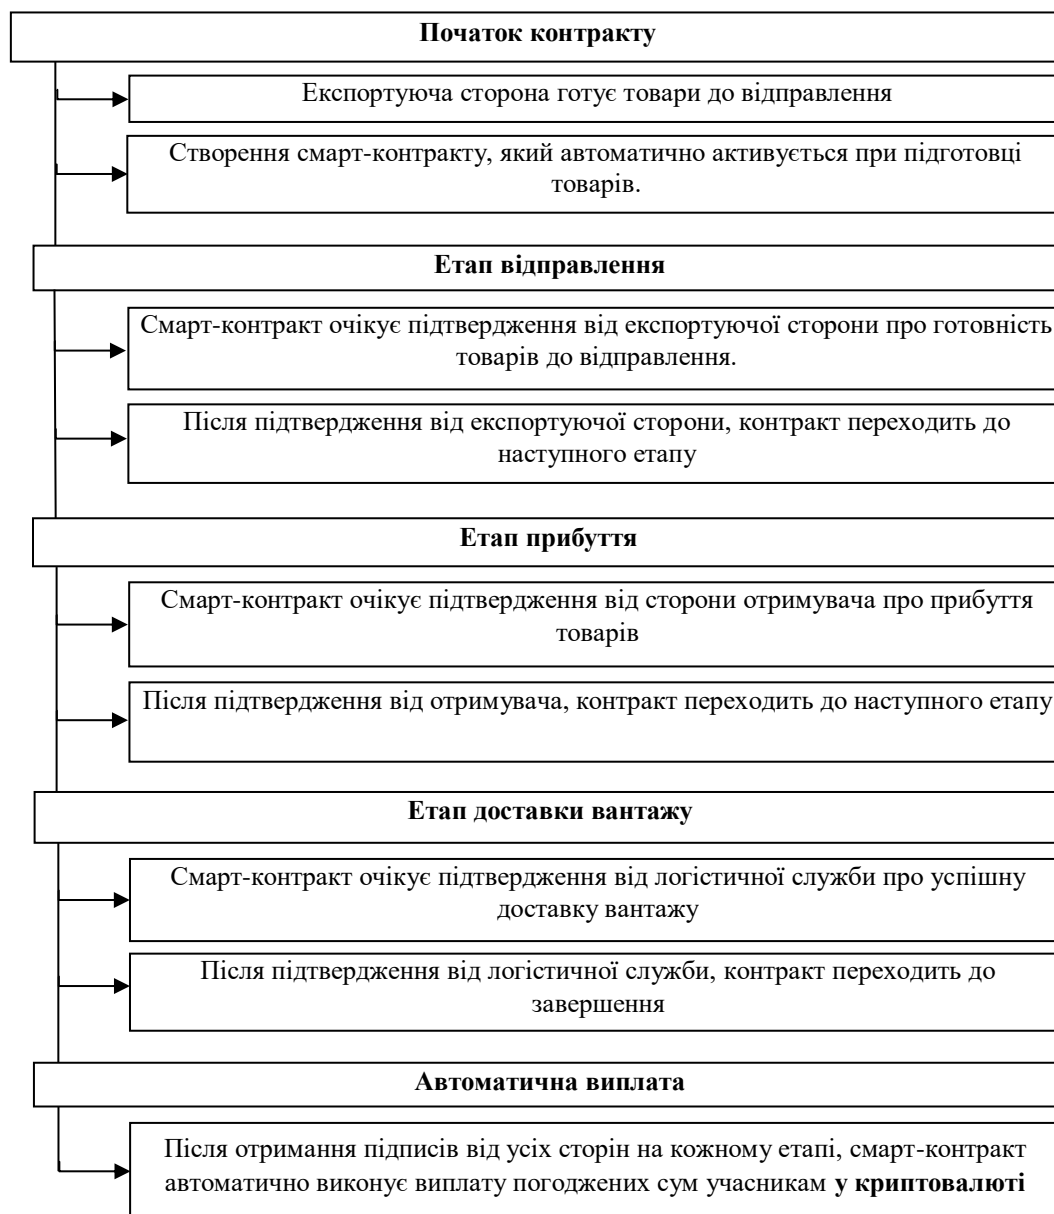 Початок контракту
Експортуюча сторона готує товари до відправлення
Створення смарт-контракту, який автоматично активується при підготовці
товарів.
Етап відправлення
Смарт-контракт очікує підтвердження від експортуючої сторони про готовність
товарів до відправлення.
Після підтвердження від експортуючої сторони, контракт переходить до
наступного етапу
Етап прибуття
Смарт-контракт очікує підтвердження від сторони отримувача про прибуття
товарів
Після підтвердження від отримувача, контракт переходить до наступного етапу
Етап доставки вантажу
Смарт-контракт очікує підтвердження від логістичної служби про успішну
доставку вантажу
Після підтвердження від логістичної служби, контракт переходить до
завершення
Автоматична виплата
Після отримання підписів від усіх сторін на кожному етапі, смарт-контракт
автоматично виконує виплату погоджених сум учасникам у криптовалюті